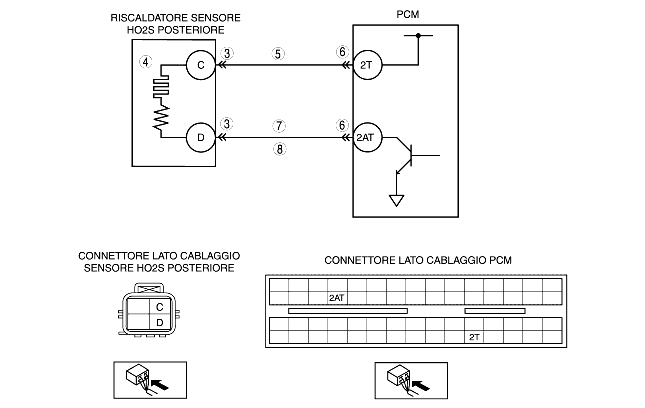 RISCALDATORE SENSORE
HO2S POSTERIORE
PCM
4
C
3
5
6
2T
D
3
7
8
6
2AT
CONNETTORE LATO CABLAGGIO
SENSORE HO2S POSTERIORE
C
D
CONNETTORE LATO CABLAGGIO PCM
2AT
2T